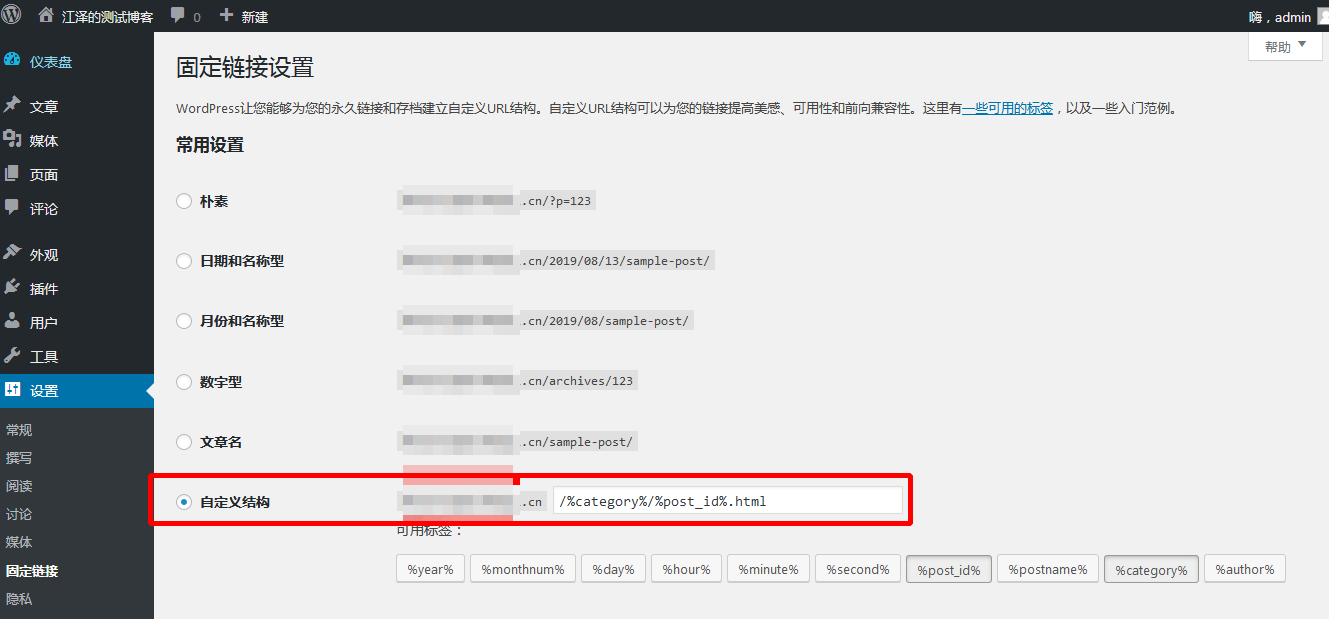 江泽的测试博客 0 新建 嗨，admin
帮助
仪表盘
文章
媒体
页面
评论
外观
插件
用户
工具
设置
常规
撰写
阅读
讨论
媒体
固定链接
隐私
固定链接设置
WordPress让您能够为您的永久链接和存档建立自定义URL结构。自定义URL结构可以为您的链接提高美感、可用性和前向兼容性。这里有一些可用的标签，以及一些入门范例。
常用设置
朴素 .cn/?p=123
日期和名称型 .cn/2019/08/13/sample-post/
月份和名称型 .cn/2019/08/sample-post/
数字型 .cn/archives/123
文章名 .cn/sample-post/
自定义结构 .cn /%category%/%post_id%.html
可用标签：
%year% %monthnum% %day% %hour% %minute% %second% %post_id% %postname% %category% %author%